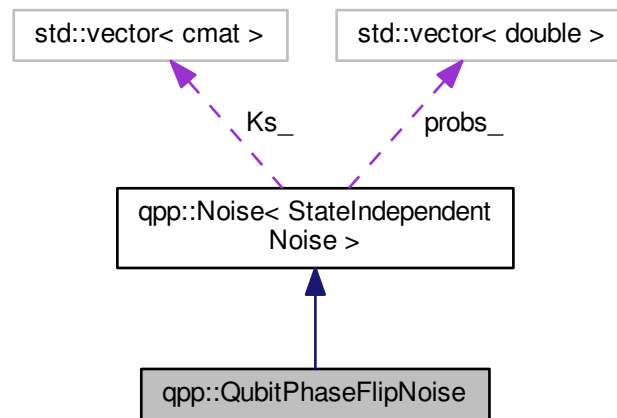 std::vector< cmat >
std::vector< double >
Ks_
probs_
qpp::Noise< StateIndependent
Noise >
qpp::QubitPhaseFlipNoise